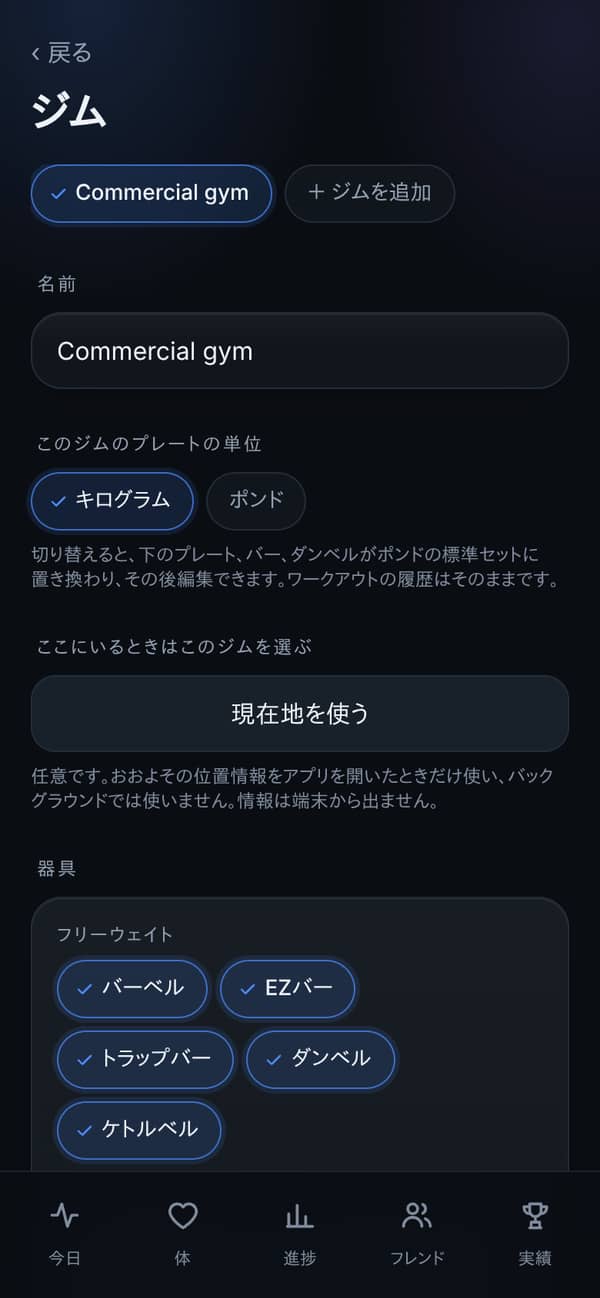 ‹ 戻る
ジム
✓ Commercial gym
＋ ジムを追加
名前
Commercial gym
このジムのプレートの単位
✓ キログラム
ポンド
切り替えると、下のプレート、バー、ダンベルがポンドの標準セットに
置き換わり、その後編集できます。ワークアウトの履歴はそのままです。
ここにいるときはこのジムを選ぶ
現在地を使う
任意です。おおよその位置情報をアプリを開いたときだけ使い、バック
グラウンドでは使いません。情報は端末から出ません。
器具
フリーウェイト
✓ バーベル
✓ EZバー
✓ トラップバー
✓ ダンベル
✓ ケトルベル
今日
体
進捗
フレンド
実績